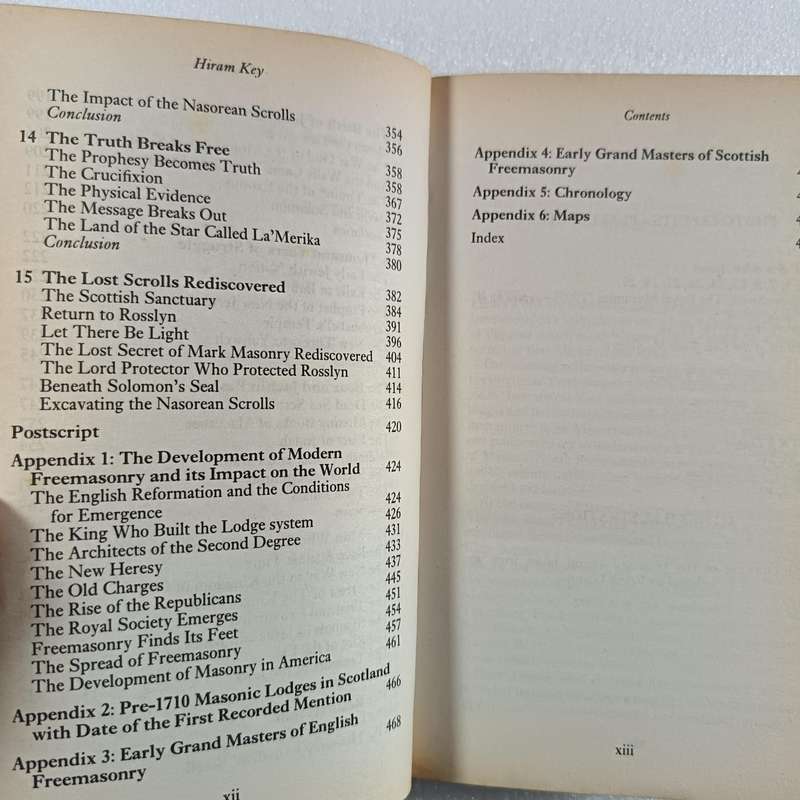 Hiram Key
The Impact of the Nasorean Scrolls 354
Conclusion 356
14 The Truth Breaks Free 358
The Prophesy Becomes Truth 358
The Crucifixion 367
The Physical Evidence 372
The Message Breaks Out 375
The Land of the Star Called La'Merika 378
Conclusion 380
15 The Lost Scrolls Rediscovered 382
The Scottish Sanctuary 384
Return to Rosslyn 391
Let There Be Light 396
The Lost Secret of Mark Masonry Rediscovered 404
The Lord Protector Who Protected Rosslyn 411
Beneath Solomon's Seal 414
Excavating the Nasorean Scrolls 416
Postscript 420
Appendix 1: The Development of Modern
Freemasonry and its Impact on the World 424
The English Reformation and the Conditions
for Emergence 424
The King Who Built the Lodge system 426
The Architects of the Second Degree 431
The New Heresy 433
The Old Charges 437
The Rise of the Republicans 445
The Royal Society Emerges 451
Freemasonry Finds Its Feet 454
The Spread of Freemasonry 457
The Development of Masonry in America 461
Appendix 2: Pre-1710 Masonic Lodges in Scotland
with Date of the First Recorded Mention 466
Appendix 3: Early Grand Masters of English
Freemasonry 468
xii
Contents
Appendix 4: Early Grand Masters of Scottish
Freemasonry
Appendix 5: Chronology
Appendix 6: Maps
Index
xiii